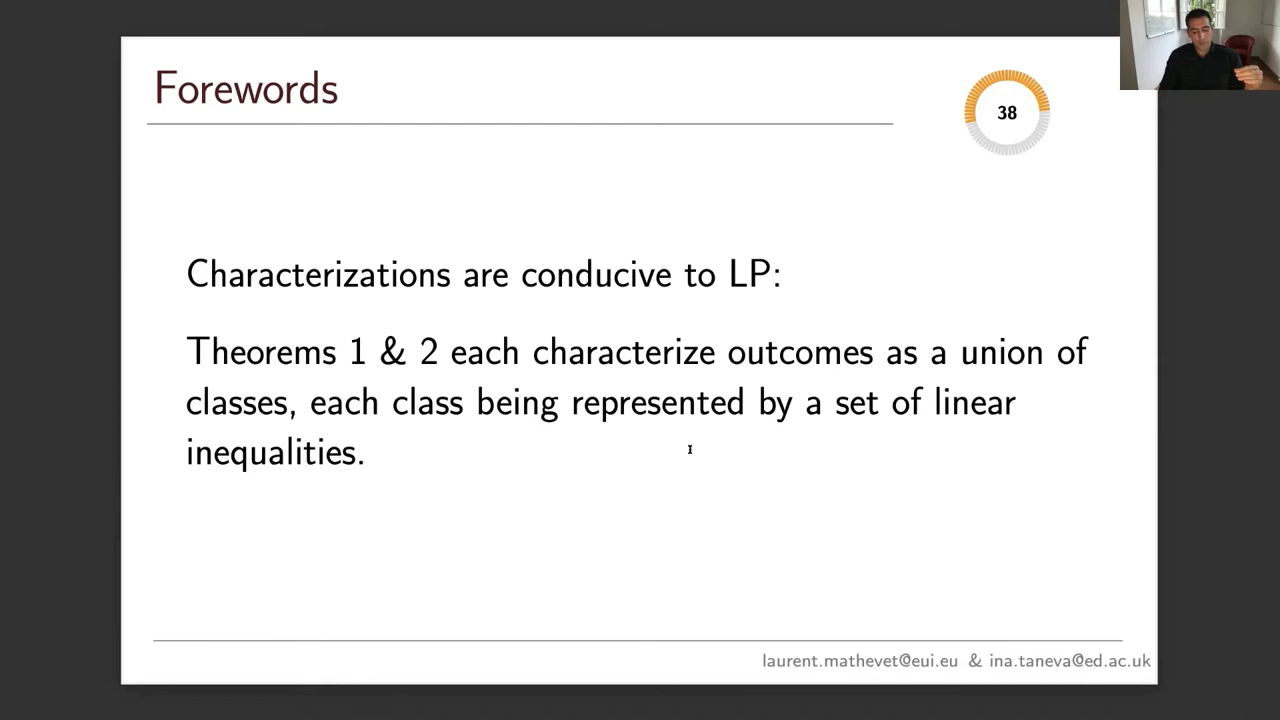 Forewords
38
Characterizations are conducive to LP:
Theorems 1 & 2 each characterize outcomes as a union of
classes, each class being represented by a set of linear
inequalities.
laurent.mathevet@eui.eu & ina.taneva@ed.ac.uk